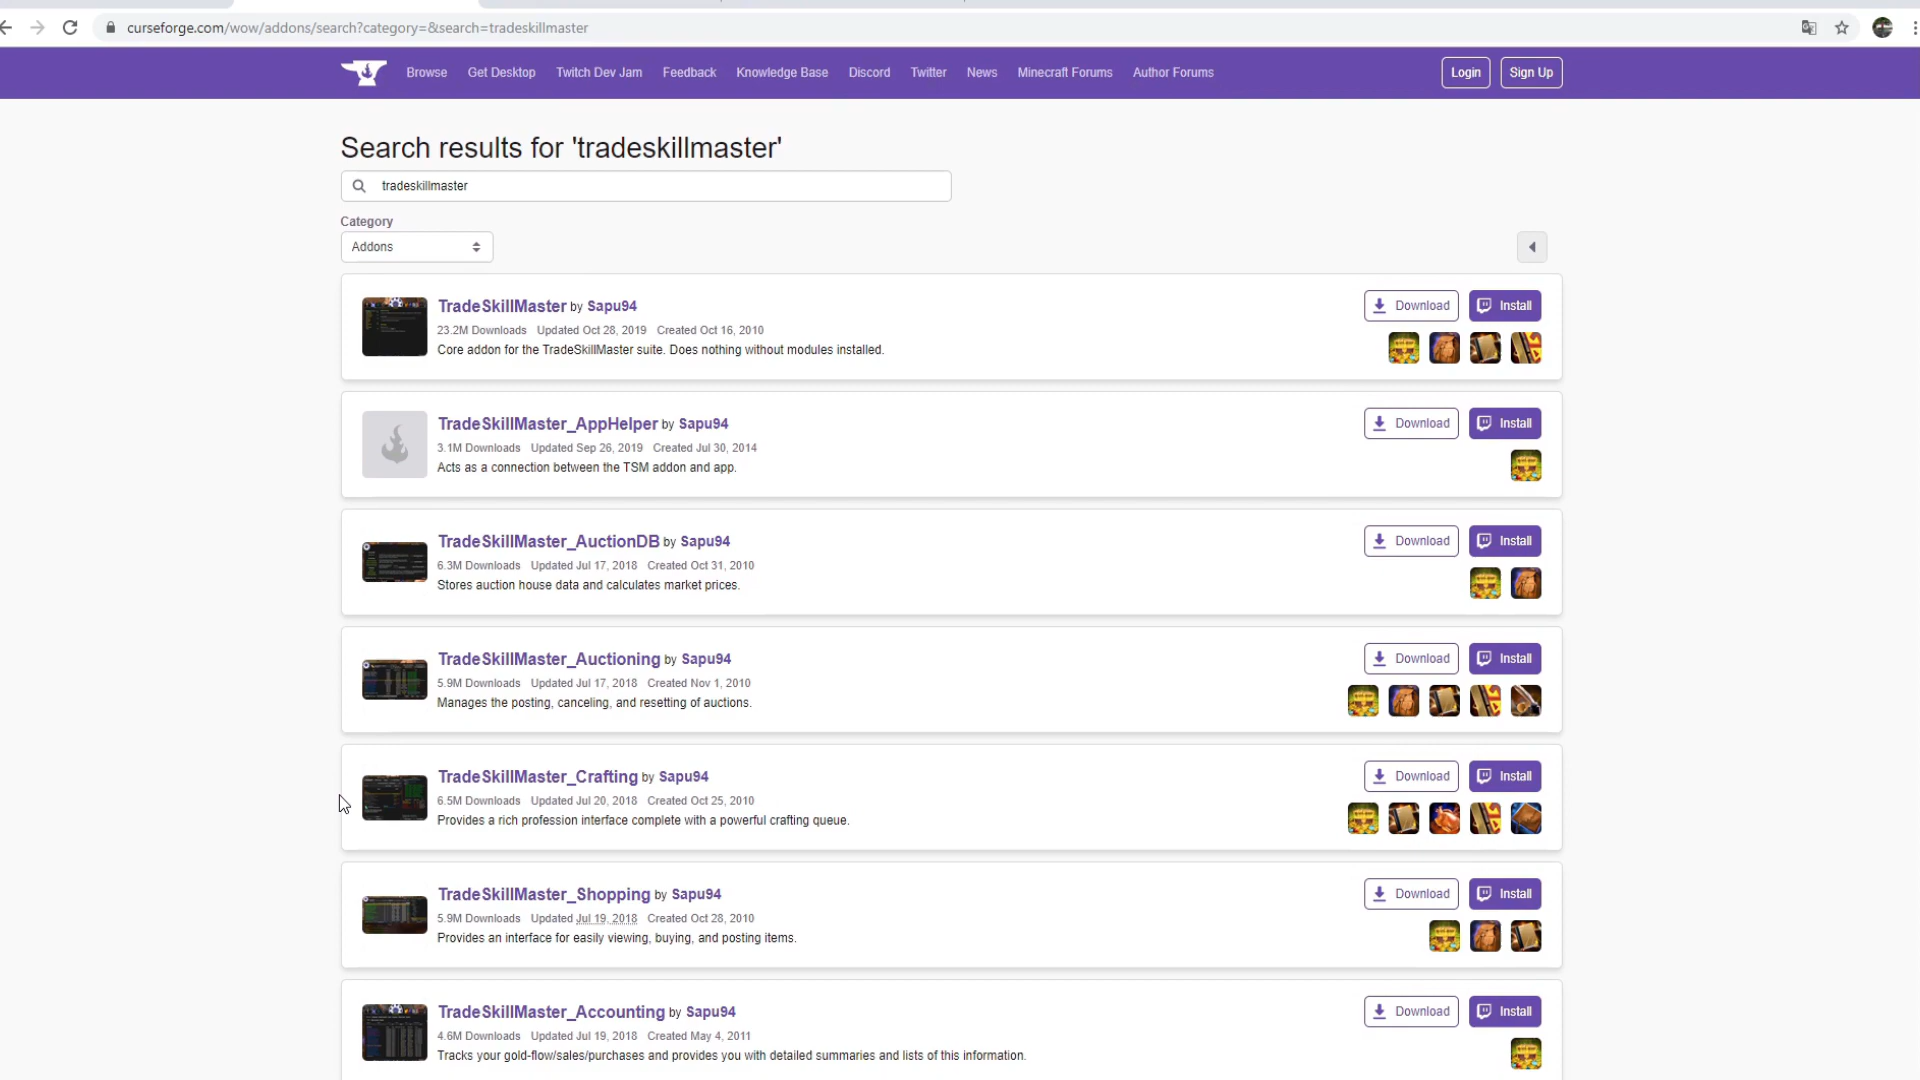 curseforge.com/wow/addons/search?category=&search=tradeskillmaster
Browse Get Desktop Twitch Dev Jam Feedback Knowledge Base Discord Twitter News Minecraft Forums Author Forums Login Sign Up
Search results for 'tradeskillmaster'
tradeskillmaster
Category
Addons
TradeSkillMaster by Sapu94 Download Install
23.2M Downloads Updated Oct 28, 2019 Created Oct 16, 2010
Core addon for the TradeSkillMaster suite. Does nothing without modules installed.
TradeSkillMaster_AppHelper by Sapu94 Download Install
3.1M Downloads Updated Sep 26, 2019 Created Jul 30, 2014
Acts as a connection between the TSM addon and app.
TradeSkillMaster_AuctionDB by Sapu94 Download Install
6.3M Downloads Updated Jul 17, 2018 Created Oct 31, 2010
Stores auction house data and calculates market prices.
TradeSkillMaster_Auctioning by Sapu94 Download Install
5.9M Downloads Updated Jul 17, 2018 Created Nov 1, 2010
Manages the posting, canceling, and resetting of auctions.
TradeSkillMaster_Crafting by Sapu94 Download Install
6.5M Downloads Updated Jul 20, 2018 Created Oct 25, 2010
Provides a rich profession interface complete with a powerful crafting queue.
TradeSkillMaster_Shopping by Sapu94 Download Install
5.9M Downloads Updated Jul 19, 2018 Created Oct 28, 2010
Provides an interface for easily viewing, buying, and posting items.
TradeSkillMaster_Accounting by Sapu94 Download Install
4.6M Downloads Updated Jul 19, 2018 Created May 4, 2011
Tracks your gold-flow/sales/purchases and provides you with detailed summaries and lists of this information.